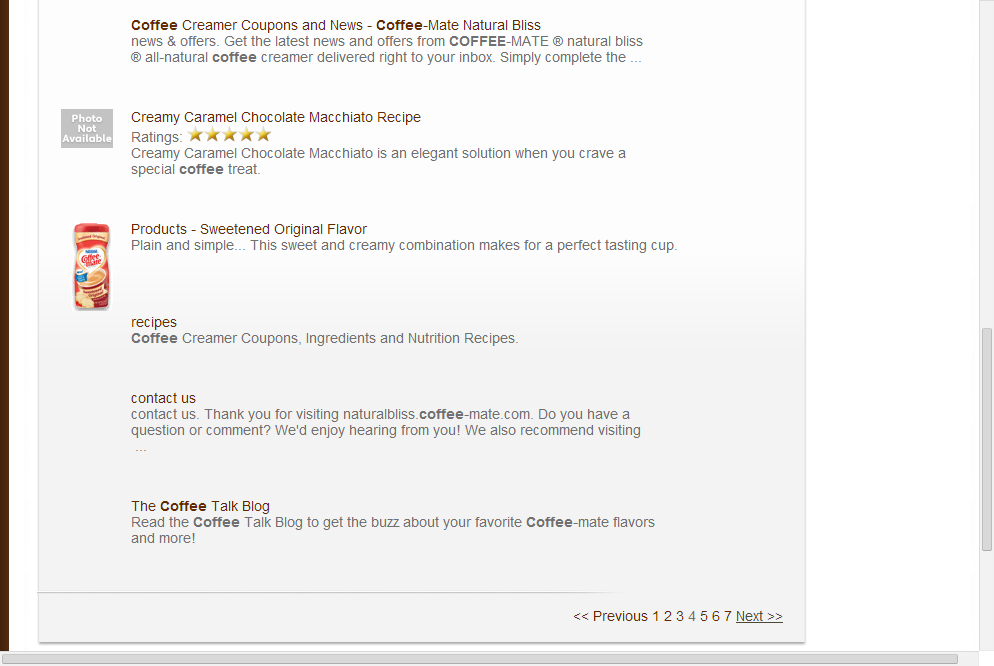 Coffee Creamer Coupons and News - Coffee-Mate Natural Bliss
news & offers. Get the latest news and offers from COFFEE-MATE ® natural bliss
® all-natural coffee creamer delivered right to your inbox. Simply complete the ...
Photo
Not
Available
Creamy Caramel Chocolate Macchiato Recipe
Ratings:
Creamy Caramel Chocolate Macchiato is an elegant solution when you crave a
special coffee treat.
Products - Sweetened Original Flavor
Plain and simple... This sweet and creamy combination makes for a perfect tasting cup.
Coffee
mate
recipes
Coffee Creamer Coupons, Ingredients and Nutrition Recipes.
contact us
contact us. Thank you for visiting naturalbliss.coffee-mate.com. Do you have a
question or comment? We'd enjoy hearing from you! We also recommend visiting
...
The Coffee Talk Blog
Read the Coffee Talk Blog to get the buzz about your favorite Coffee-mate flavors
and more!
<< Previous 1 2 3 4 5 6 7 Next >>